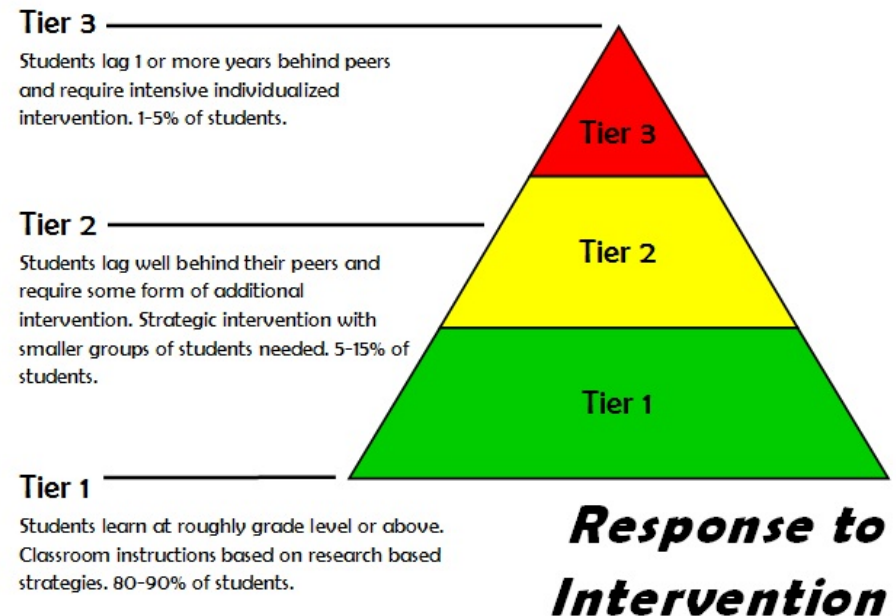 Tier 3
Students lag 1 or more years behind peers
and require intensive individualized
intervention. 1-5% of students.
Tier 3
Tier 2
Students lag well behind their peers and
require some form of additional
intervention. Strategic intervention with
smaller groups of students needed. 5-15% of
students.
Tier 2
Tier 1
Tier 1
Students learn at roughly grade level or above.
Classroom instructions based on research based
strategies. 80-90% of students.
Response to
Intervention